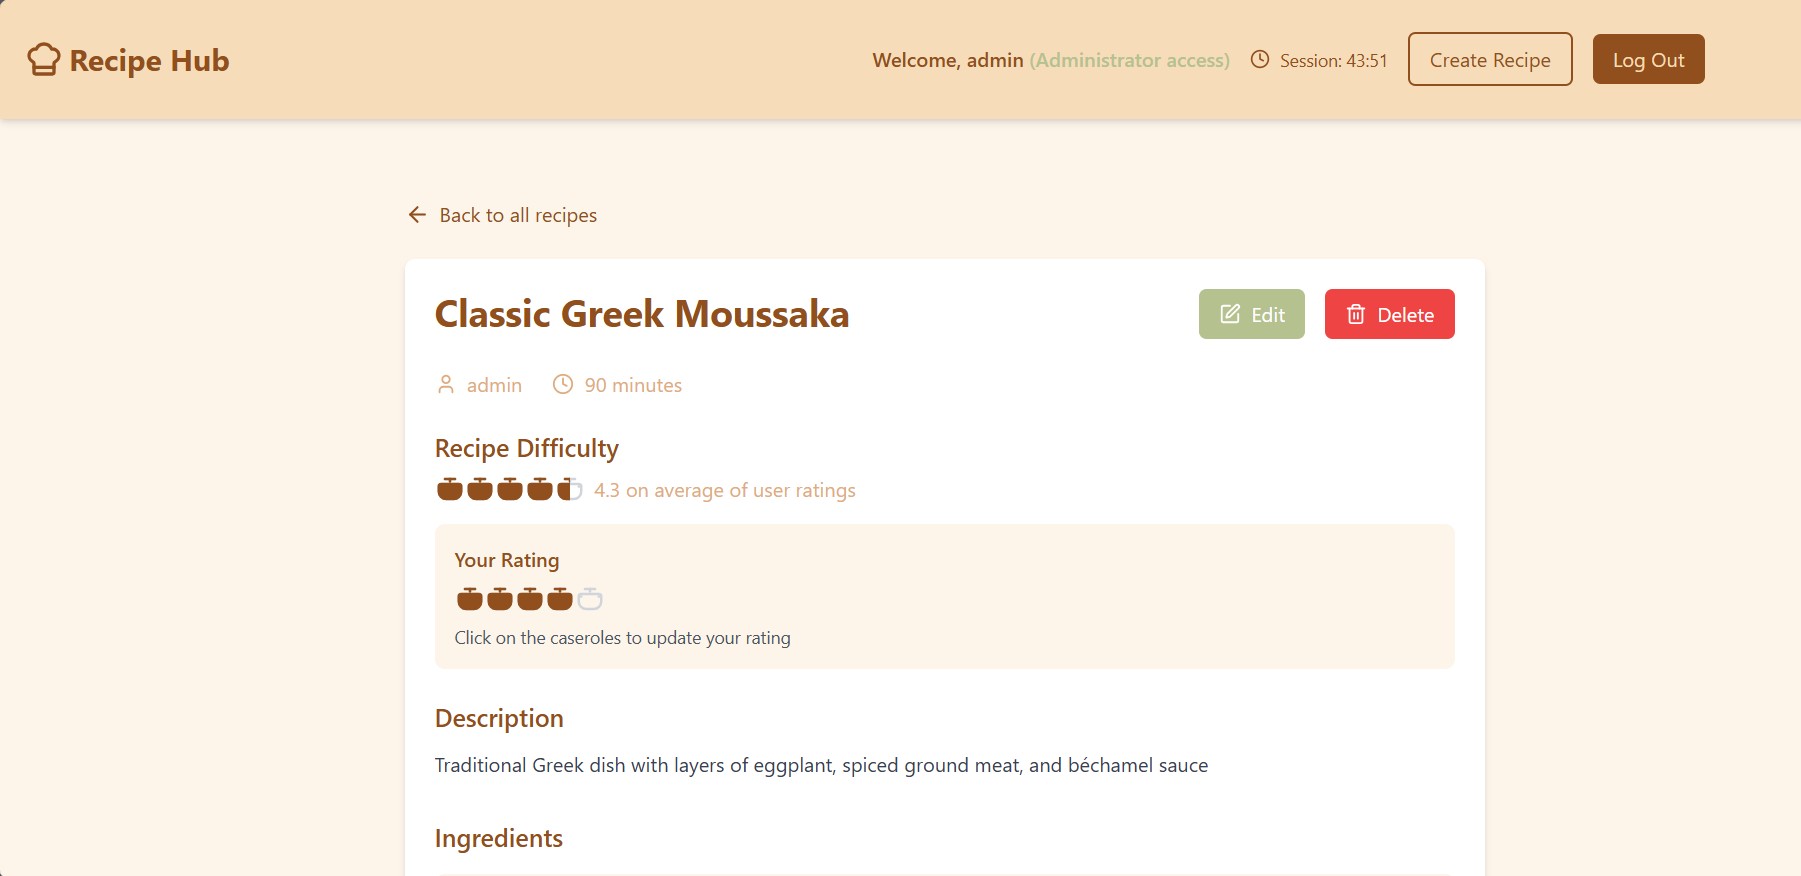 Recipe Hub
Welcome, admin (Administrator access)
Session: 43:51
Create Recipe
Log Out
Back to all recipes
Classic Greek Moussaka
Edit
Delete
admin
90 minutes
Recipe Difficulty
4.3 on average of user ratings
Your Rating
Click on the caseroles to update your rating
Description
Traditional Greek dish with layers of eggplant, spiced ground meat, and béchamel sauce
Ingredients